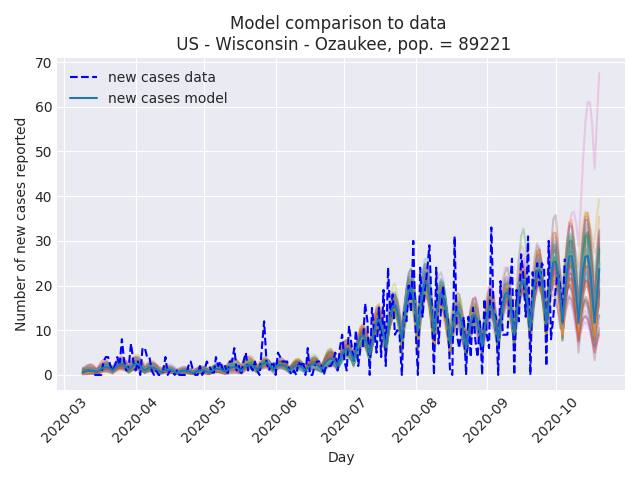 Model comparison to data
US - Wisconsin - Ozaukee, pop. = 89221
70
60
50
40
30
20
10
0
Number of new cases reported
new cases data
new cases model
2020-03
2020-04
2020-05
2020-06
2020-07
2020-08
2020-09
2020-10
Day